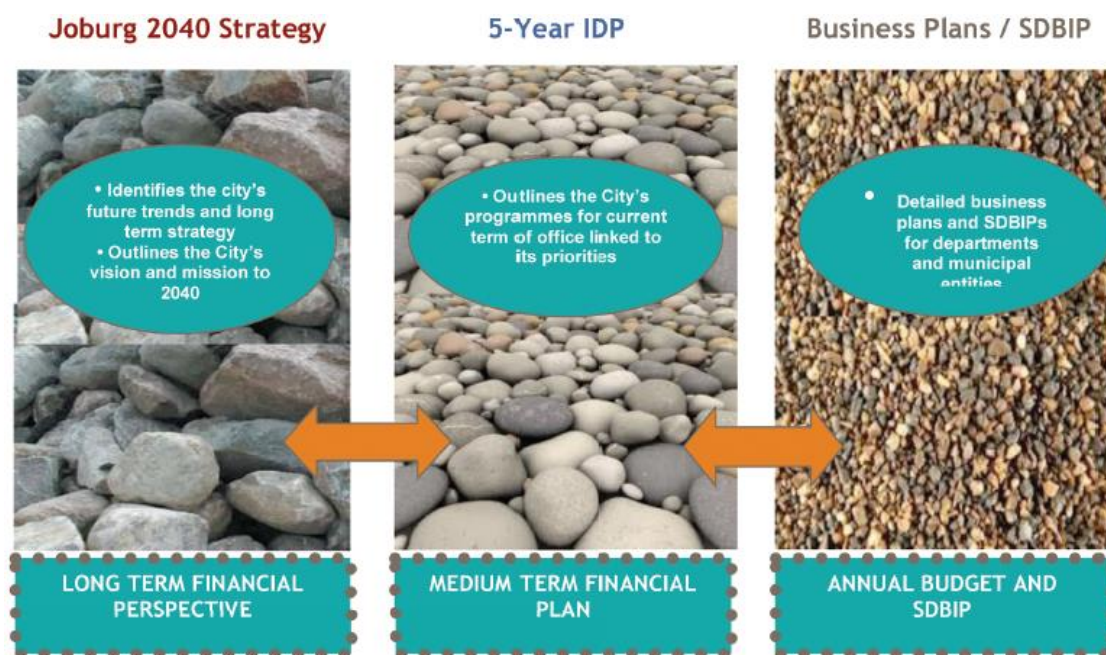 Joburg 2040 Strategy
• Identifies the city's
future trends and long
term strategy
• Outlines the City's
vision and mission to
2040
LONG TERM FINANCIAL
PERSPECTIVE
5-Year IDP
• Outlines the City's
programmes for current
term of office linked to
its priorities
MEDIUM TERM FINANCIAL
PLAN
Business Plans / SDBIP
• Detailed business
plans and SDBIPs
for departments
and municipal
entities
ANNUAL BUDGET AND
SDBIP